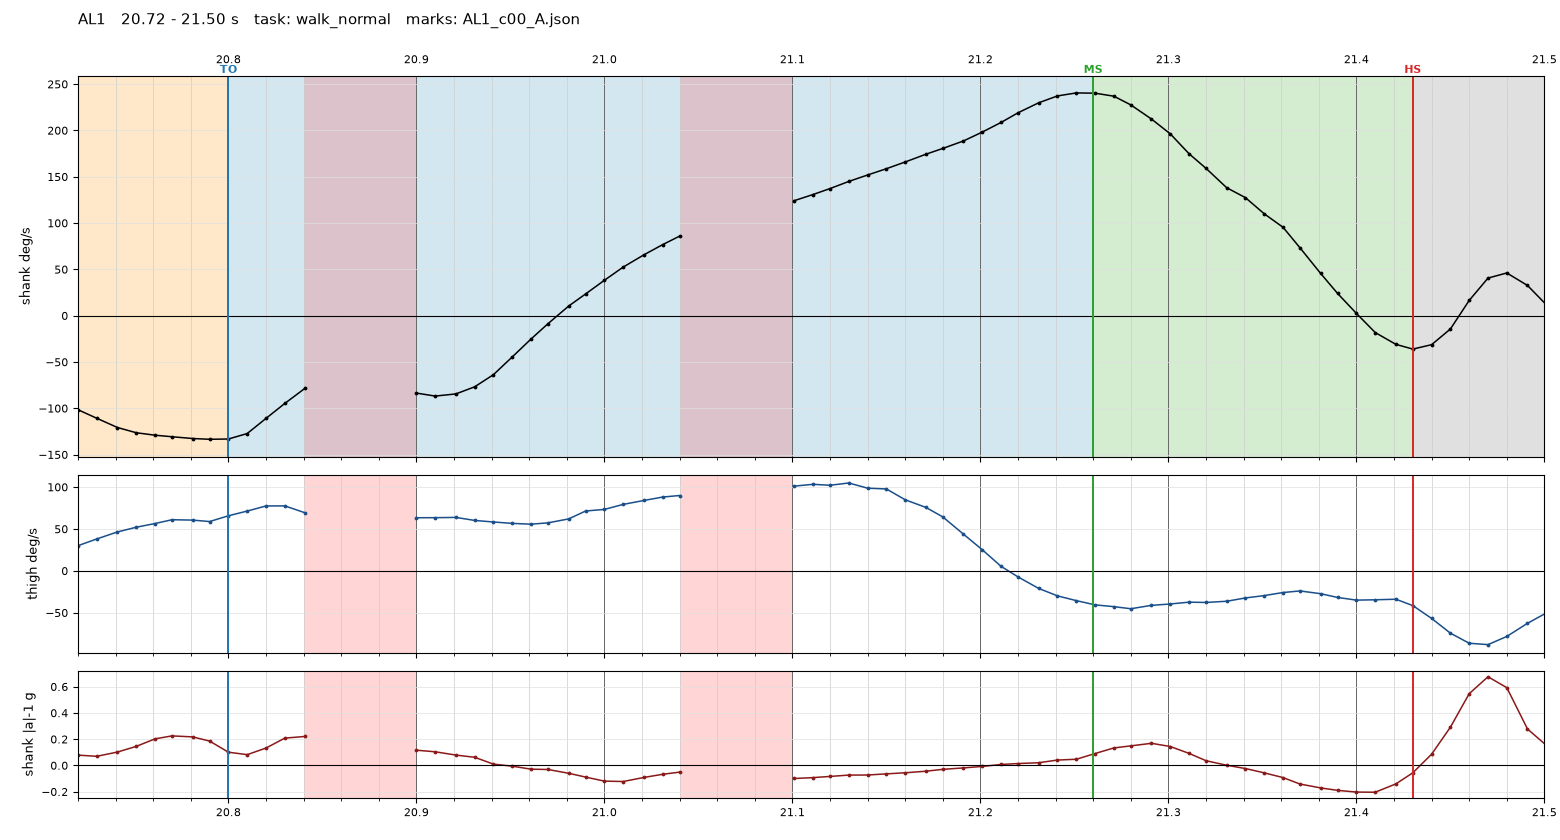 AL1   20.72 - 21.50 s   task: walk_normal   marks: AL1_c00_A.json
20.8 20.9 21.0 21.1 21.2 21.3 21.4 21.5
TO MS HS
250
200
150
100
50
0
−50
−100
−150
shank deg/s
100
50
0
−50
thigh deg/s
0.6
0.4
0.2
0.0
−0.2
shank |a|-1 g
20.8 20.9 21.0 21.1 21.2 21.3 21.4 21.5